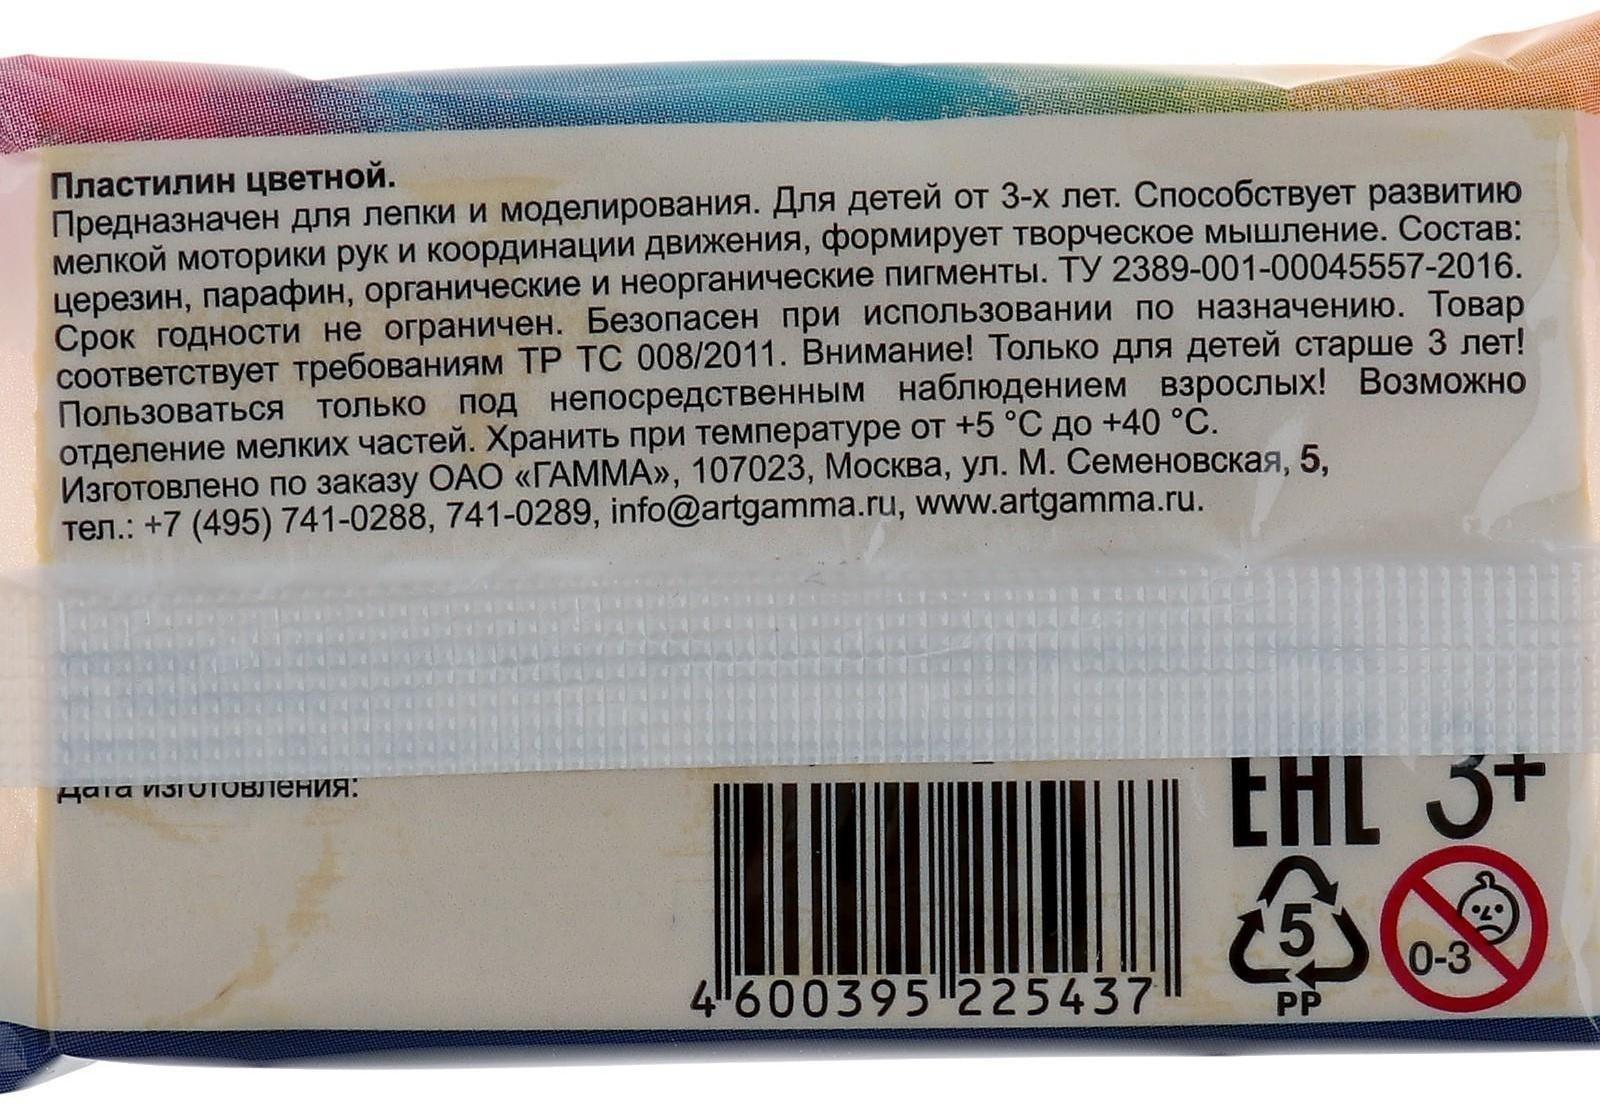 Пластилин цветной.
Предназначен для лепки и моделирования. Для детей от 3-х лет. Способствует развитию
мелкой моторики рук и координации движения, формирует творческое мышление. Состав:
церезин, парафин, органические и неорганические пигменты. ТУ 2389-001-00045557-2016.
Срок годности не ограничен. Безопасен при использовании по назначению. Товар
соответствует требованиям ТР ТС 008/2011. Внимание! Только для детей старше 3 лет!
Пользоваться только под непосредственным наблюдением взрослых! Возможно
отделение мелких частей. Хранить при температуре от +5 °С до +40 °С.
Изготовлено по заказу ОАО «ГАММА», 107023, Москва, ул. М. Семеновская, 5,
тел.: +7 (495) 741-0288, 741-0289, info@artgamma.ru, www.artgamma.ru.
Дата изготовления:
ЕАС 3+
5
PP
0-3
4 600395 225437